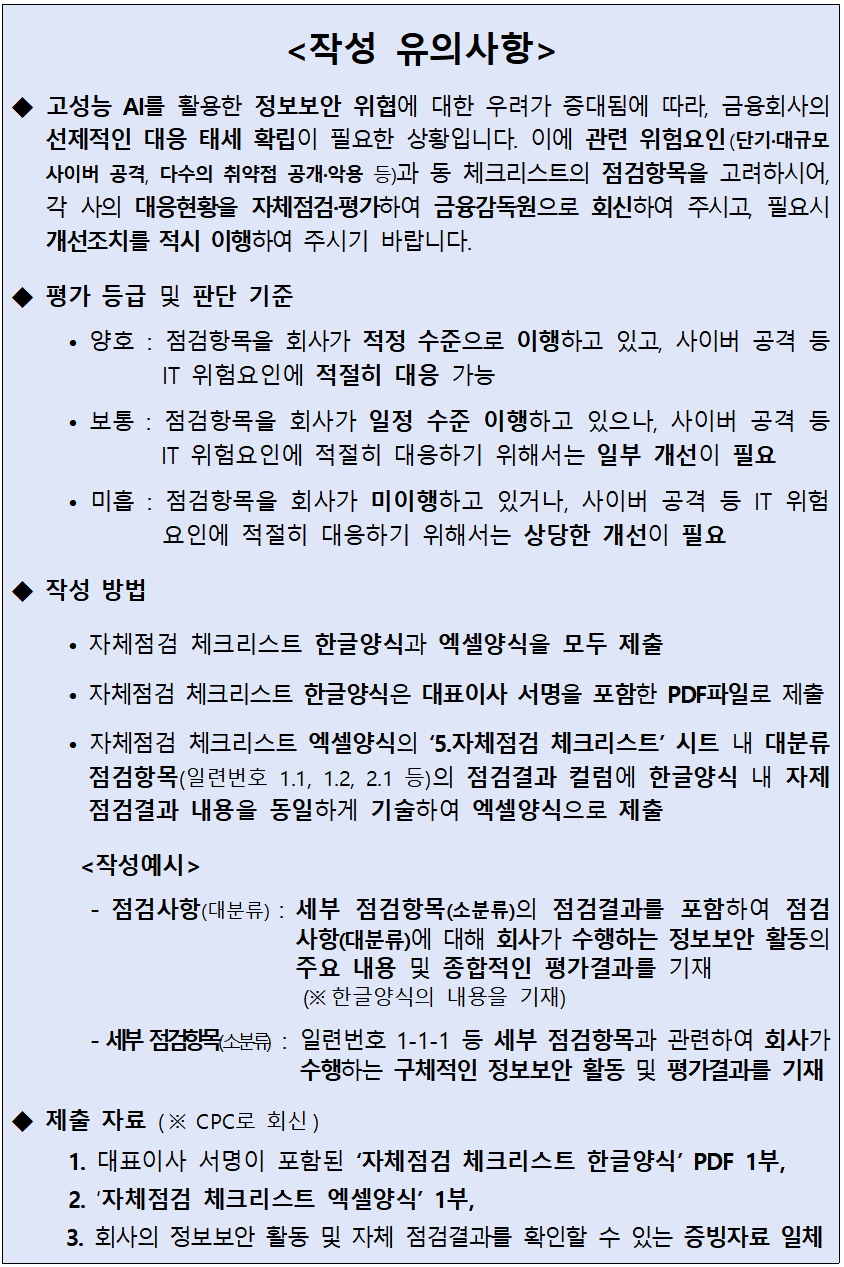 <작성 유의사항>
◆ 고성능 AI를 활용한 정보보안 위협에 대한 우려가 증대됨에 따라, 금융회사의
선제적인 대응 태세 확립이 필요한 상황입니다. 이에 관련 위험요인(단기·대규모
사이버 공격, 다수의 취약점 공개·악용 등)과 동 체크리스트의 점검항목을 고려하시어,
각 사의 대응현황을 자체점검·평가하여 금융감독원으로 회신하여 주시고, 필요시
개선조치를 적시 이행하여 주시기 바랍니다.
◆ 평가 등급 및 판단 기준
• 양호 : 점검항목을 회사가 적정 수준으로 이행하고 있고, 사이버 공격 등
IT 위험요인에 적절히 대응 가능
• 보통 : 점검항목을 회사가 일정 수준 이행하고 있으나, 사이버 공격 등
IT 위험요인에 적절히 대응하기 위해서는 일부 개선이 필요
• 미흡 : 점검항목을 회사가 미이행하고 있거나, 사이버 공격 등 IT 위험
요인에 적절히 대응하기 위해서는 상당한 개선이 필요
◆ 작성 방법
• 자체점검 체크리스트 한글양식과 엑셀양식을 모두 제출
• 자체점검 체크리스트 한글양식은 대표이사 서명을 포함한 PDF파일로 제출
• 자체점검 체크리스트 엑셀양식의 ‘5.자체점검 체크리스트’ 시트 내 대분류
점검항목(일련번호 1.1, 1.2, 2.1 등)의 점검결과 컬럼에 한글양식 내 자체
점검결과 내용을 동일하게 기술하여 엑셀양식으로 제출
<작성예시>
- 점검사항(대분류) : 세부 점검항목(소분류)의 점검결과를 포함하여 점검
사항(대분류)에 대해 회사가 수행하는 정보보안 활동의
주요 내용 및 종합적인 평가결과를 기재
(※ 한글양식의 내용을 기재)
- 세부 점검항목(소분류) : 일련번호 1-1-1 등 세부 점검항목과 관련하여 회사가
수행하는 구체적인 정보보안 활동 및 평가결과를 기재
◆ 제출 자료 (※ CPC로 회신)
1. 대표이사 서명이 포함된 ‘자체점검 체크리스트 한글양식’ PDF 1부,
2. ‘자체점검 체크리스트 엑셀양식’ 1부,
3. 회사의 정보보안 활동 및 자체 점검결과를 확인할 수 있는 증빙자료 일체